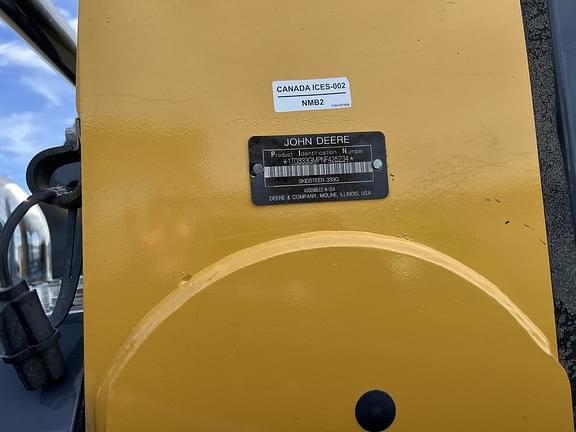 CANADA ICES-002
NMB2
JOHN DEERE
Product Identification Number
*1T0333GMPNF426234*
SKIDSTEER 333G
ASSEMBLED IN USA
DEERE & COMPANY, MOLINE, ILLINOIS, USA